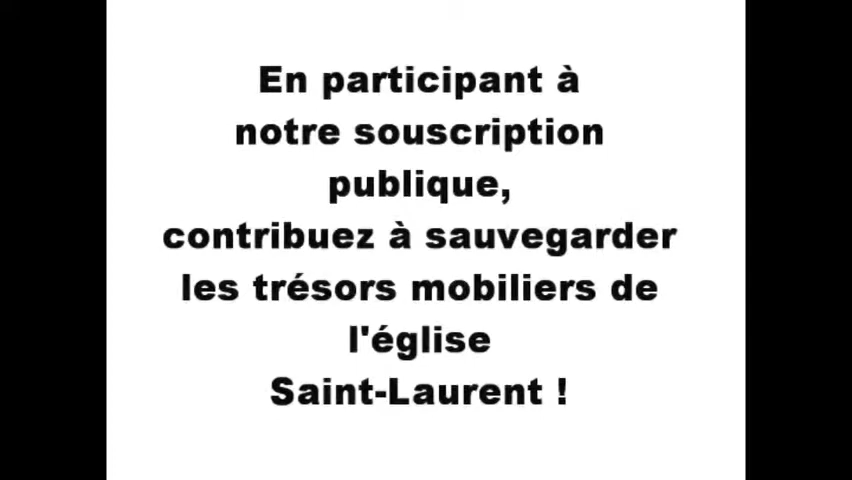 En participant à
notre souscription
publique,
contribuez à sauvegarder
les trésors mobiliers de
l'église
Saint-Laurent !